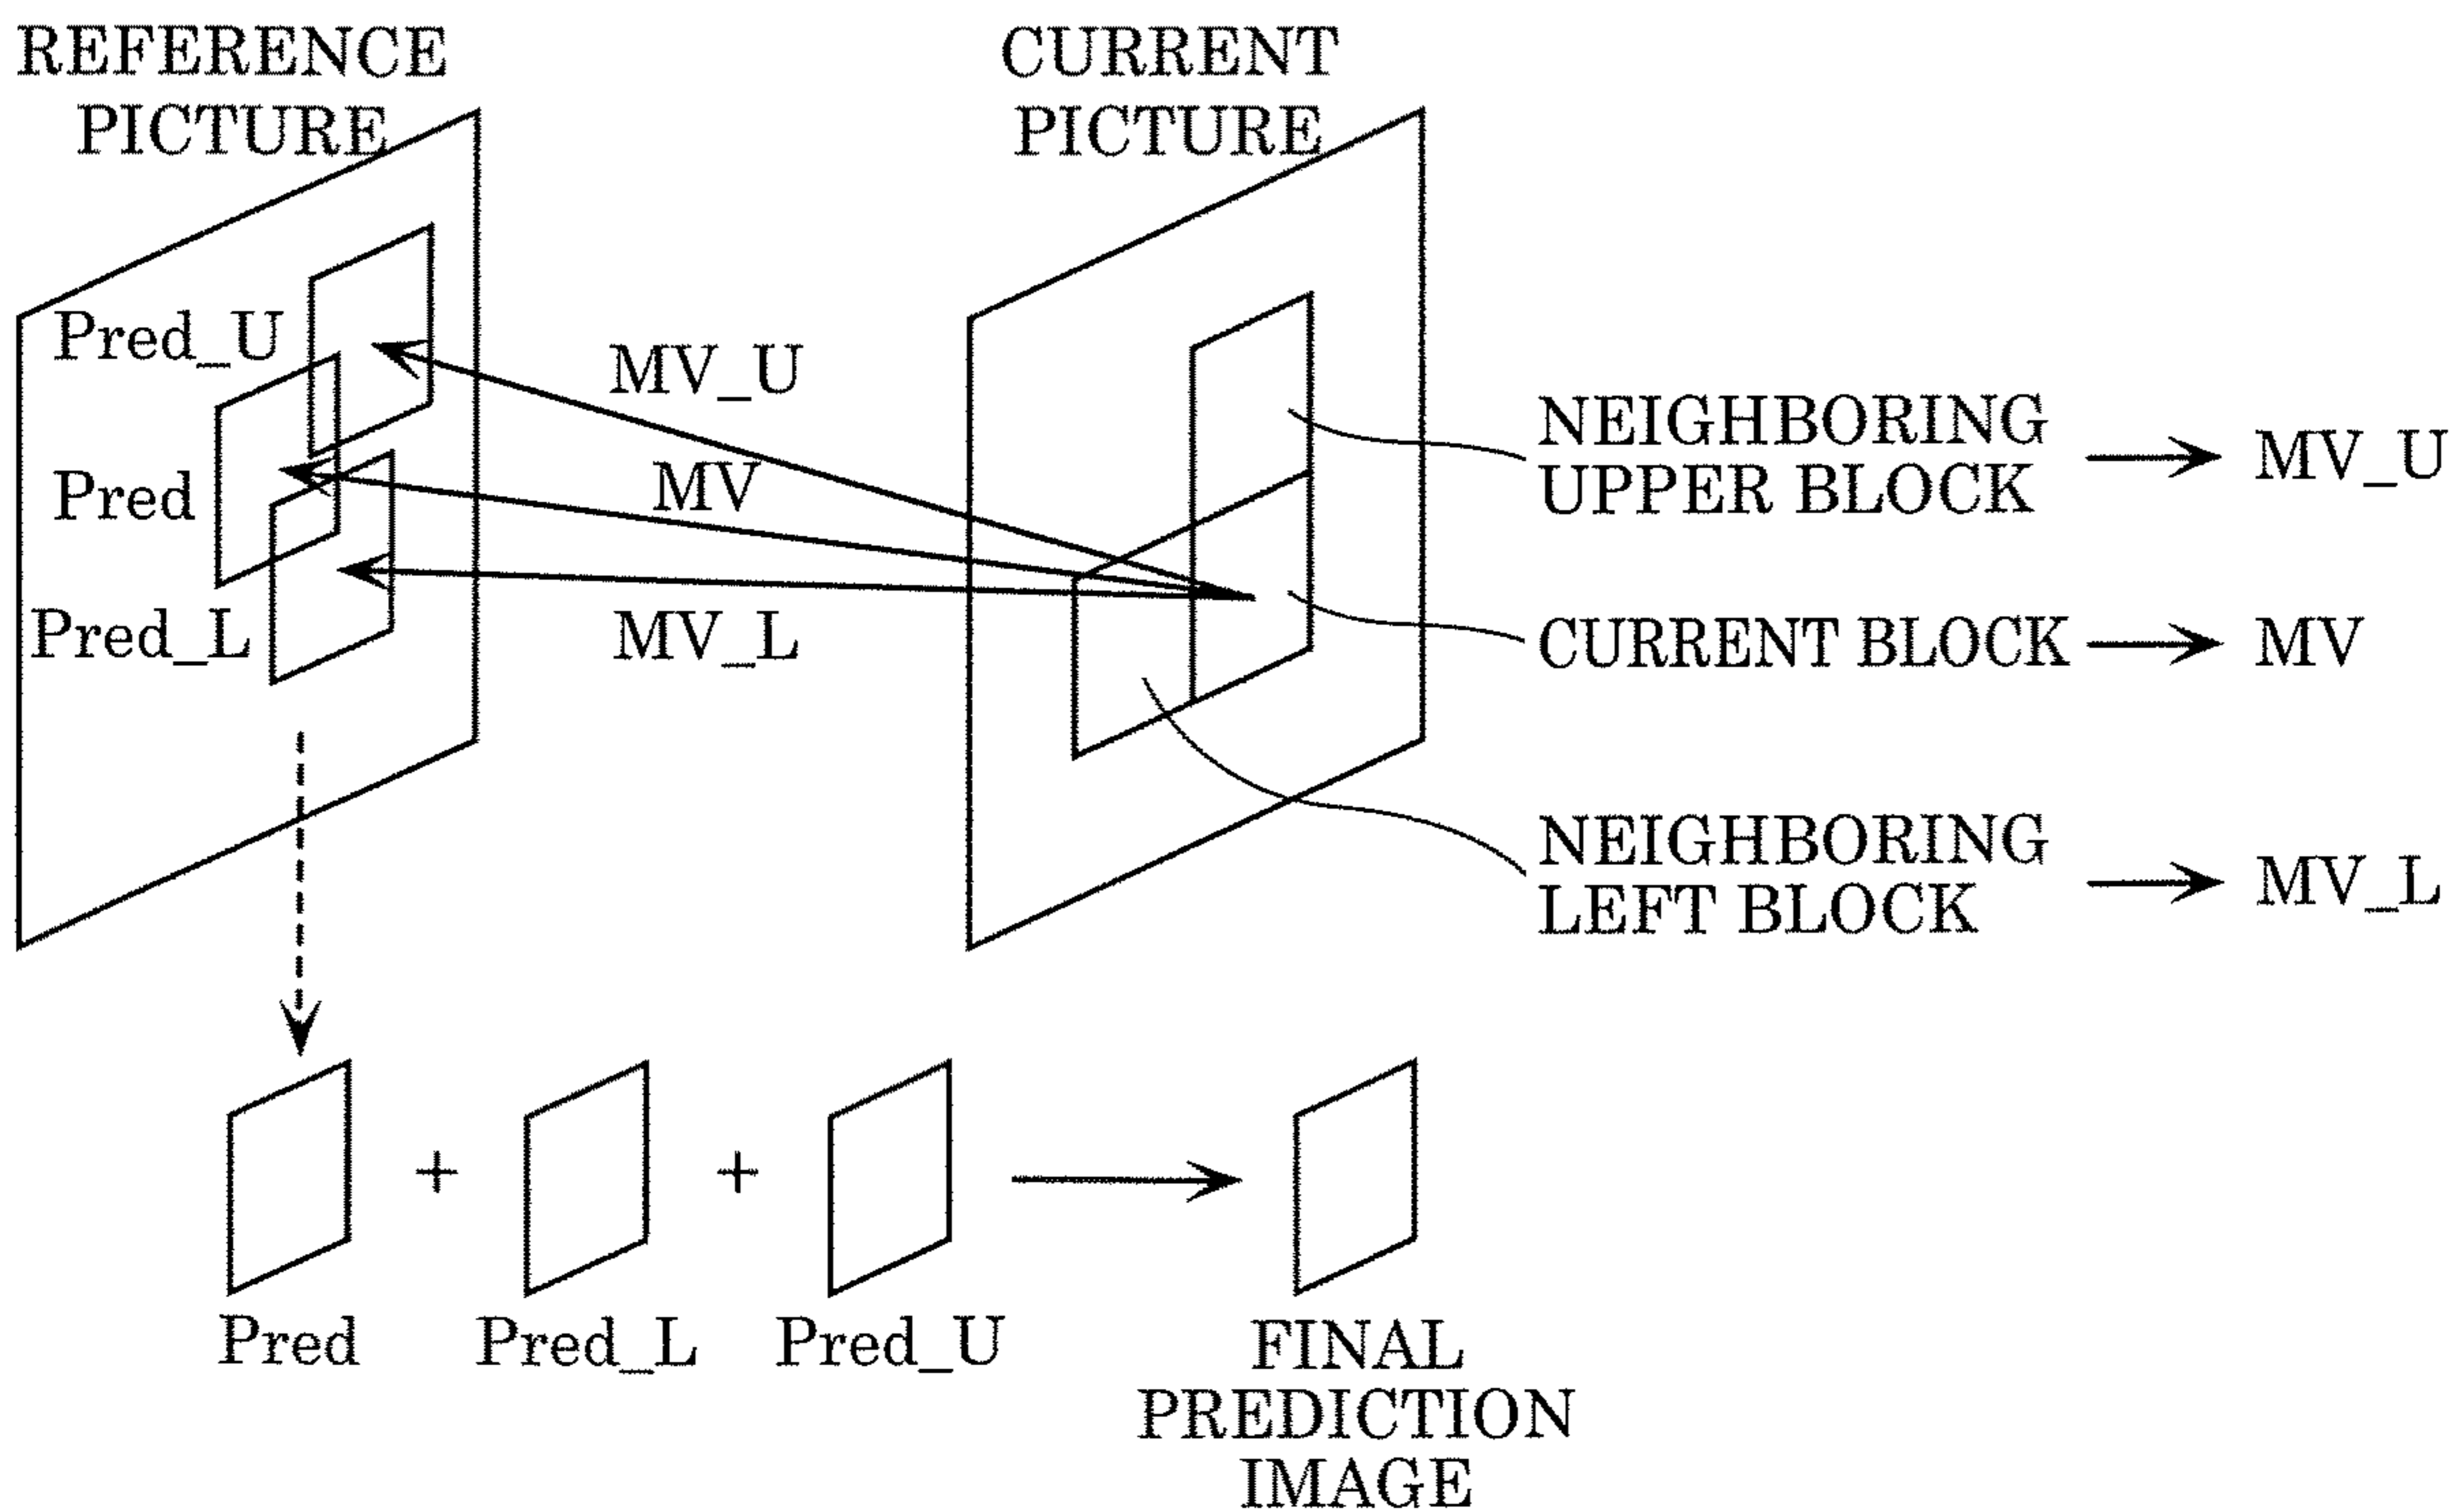 REFERENCE
PICTURE
CURRENT
PICTURE
Pred_U
MV_U
Pred
MV
Pred_L
MV_L
NEIGHBORING
UPPER BLOCK
MV_U
CURRENT BLOCK
MV
NEIGHBORING
LEFT BLOCK
MV_L
+
+
Pred
Pred_L
Pred_U
FINAL
PREDICTION
IMAGE